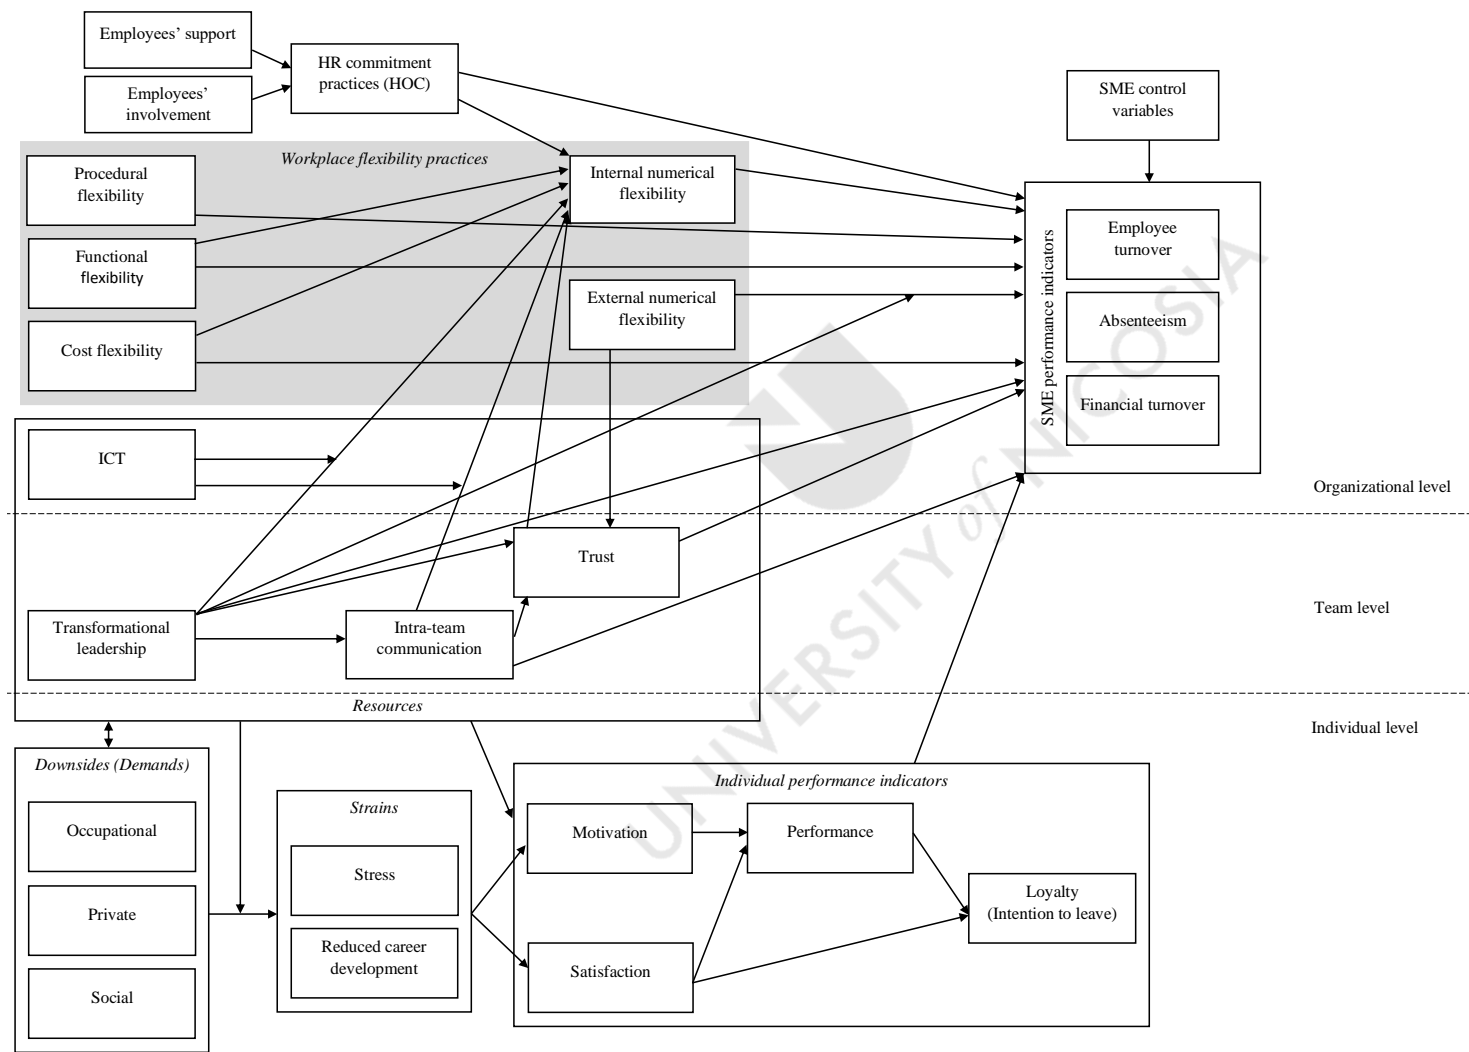 Employees’ support
HR commitment
practices (HOC)
Employees’
involvement
SME control
variables
Workplace flexibility practices
Procedural
flexibility
Internal numerical
flexibility
Functional
flexibility
External numerical
flexibility
Cost flexibility
SME performance indicators
Employee
turnover
Absenteeism
Financial turnover
ICT
Organizational level
Trust
Team level
Transformational
leadership
Intra-team
communication
Resources
Individual level
Downsides (Demands)
Occupational
Private
Social
Strains
Stress
Reduced career
development
Individual performance indicators
Motivation
Performance
Satisfaction
Loyalty
(Intention to leave)
UNIVERSITY of NICOSIA